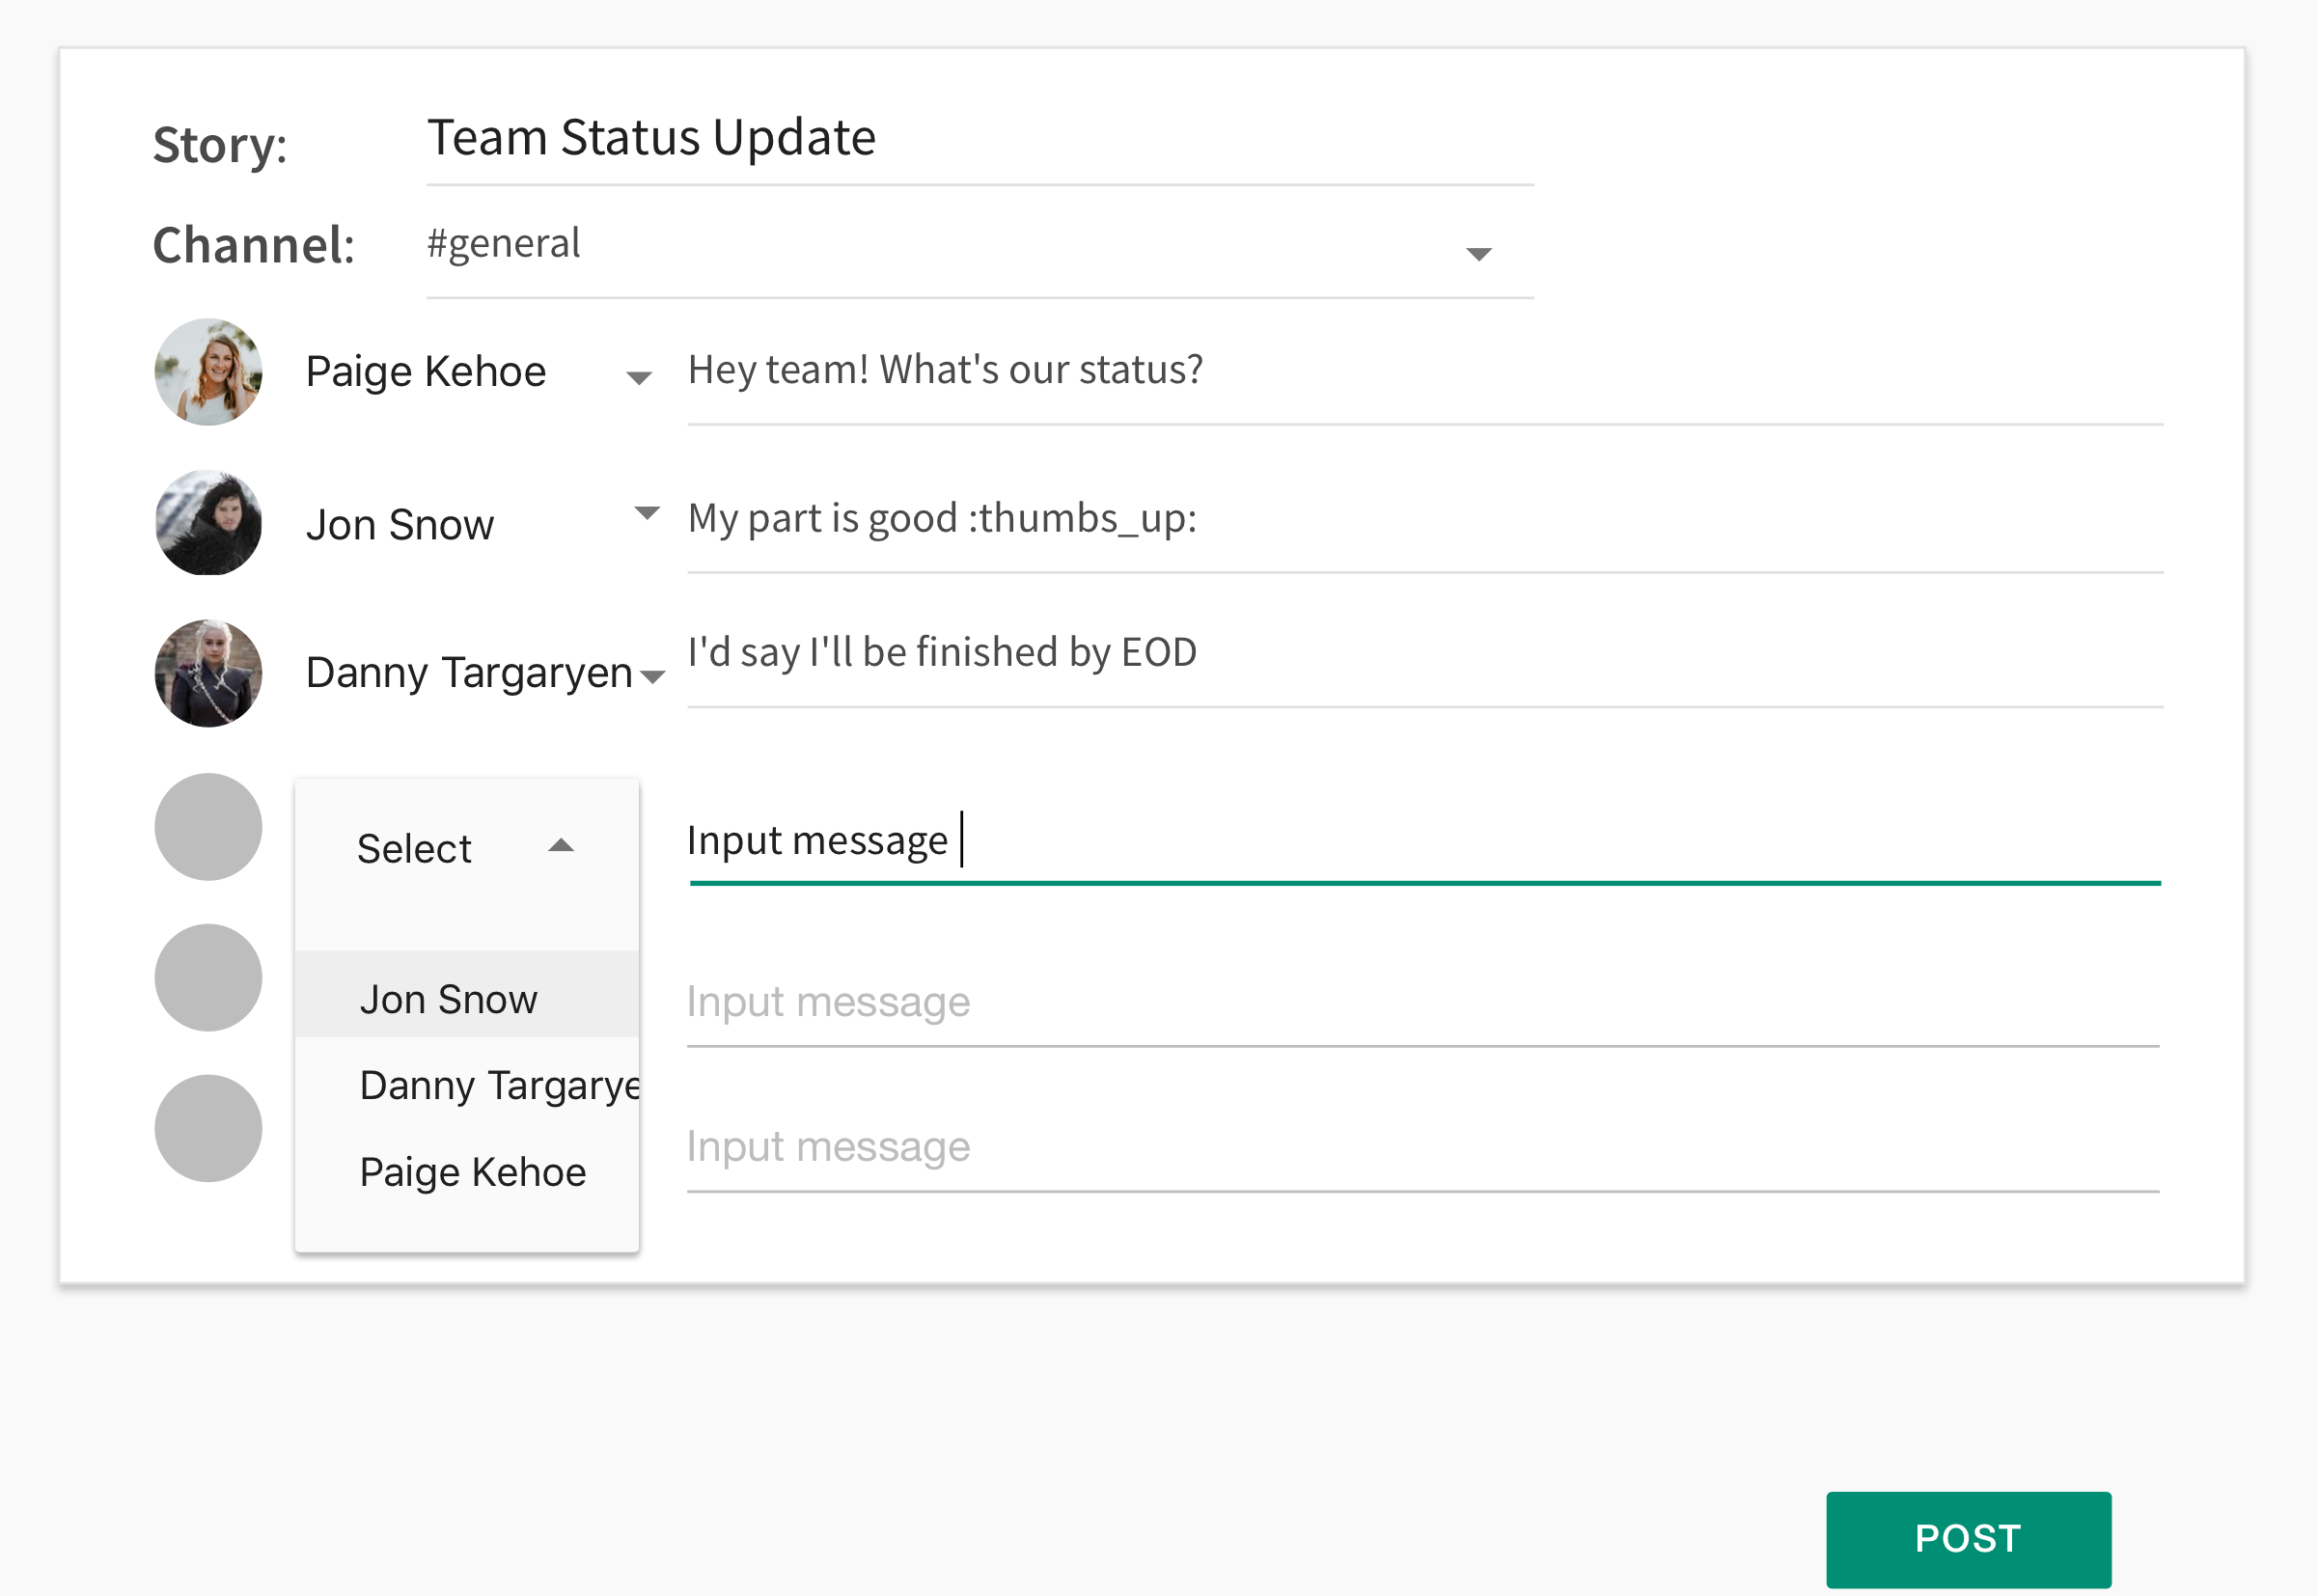 Story: Team Status Update
Channel: #general
Paige Kehoe Hey team! What's our status?
Jon Snow My part is good :thumbs_up:
Danny Targaryen I'd say I'll be finished by EOD
Select Input message
Jon Snow Input message
Danny Targarye
Paige Kehoe Input message
POST